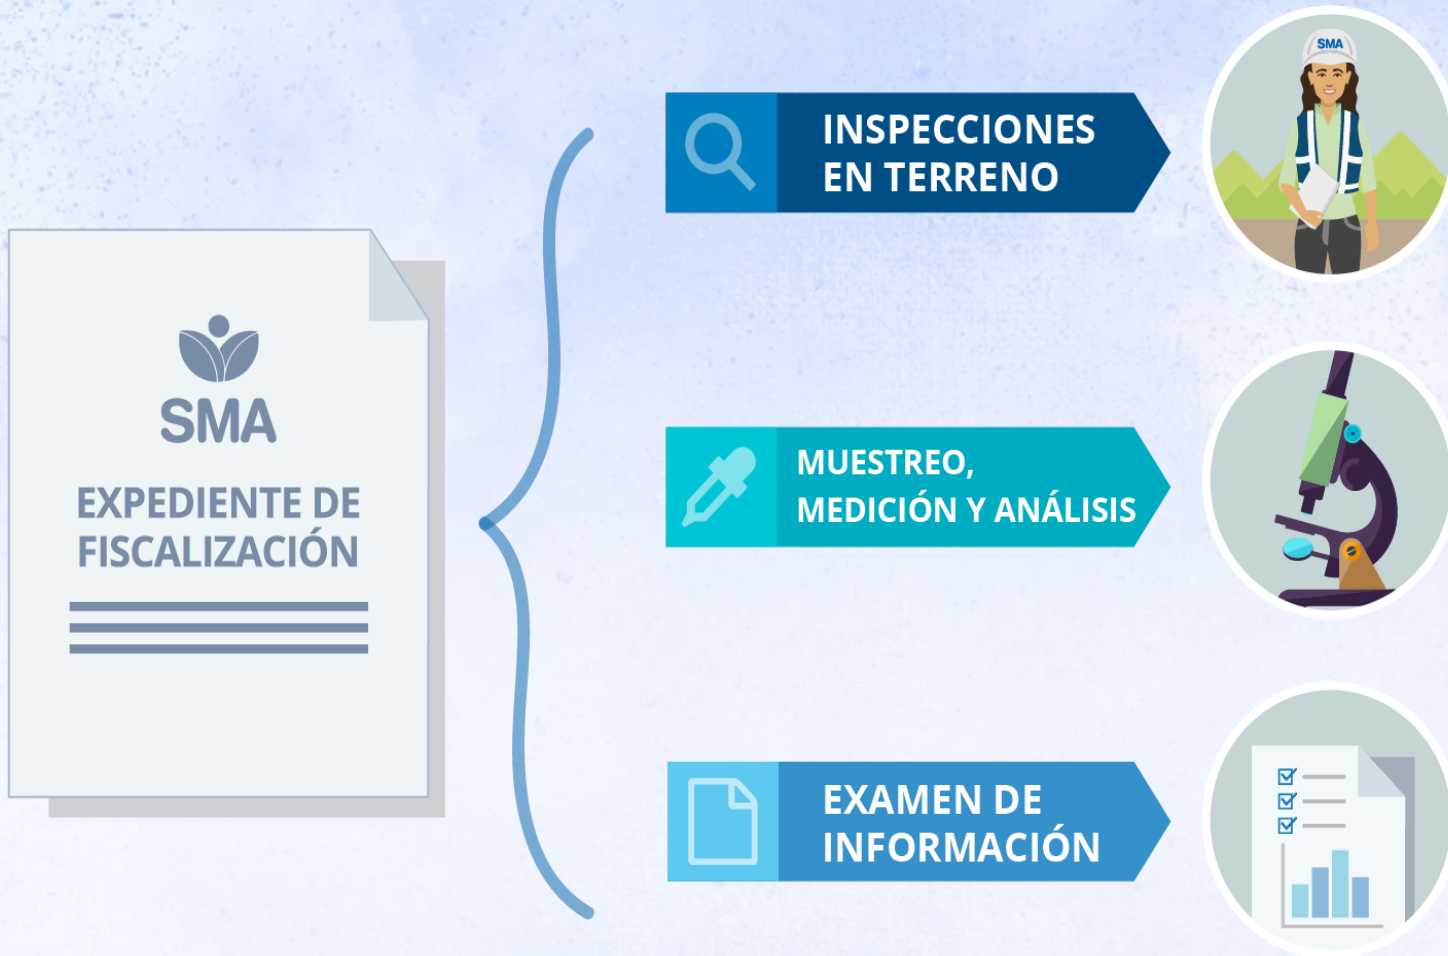 SMA
EXPEDIENTE DE
FISCALIZACIÓN
INSPECCIONES
EN TERRENO
SMA
MUESTREO,
MEDICIÓN Y ANÁLISIS
EXAMEN DE
INFORMACIÓN